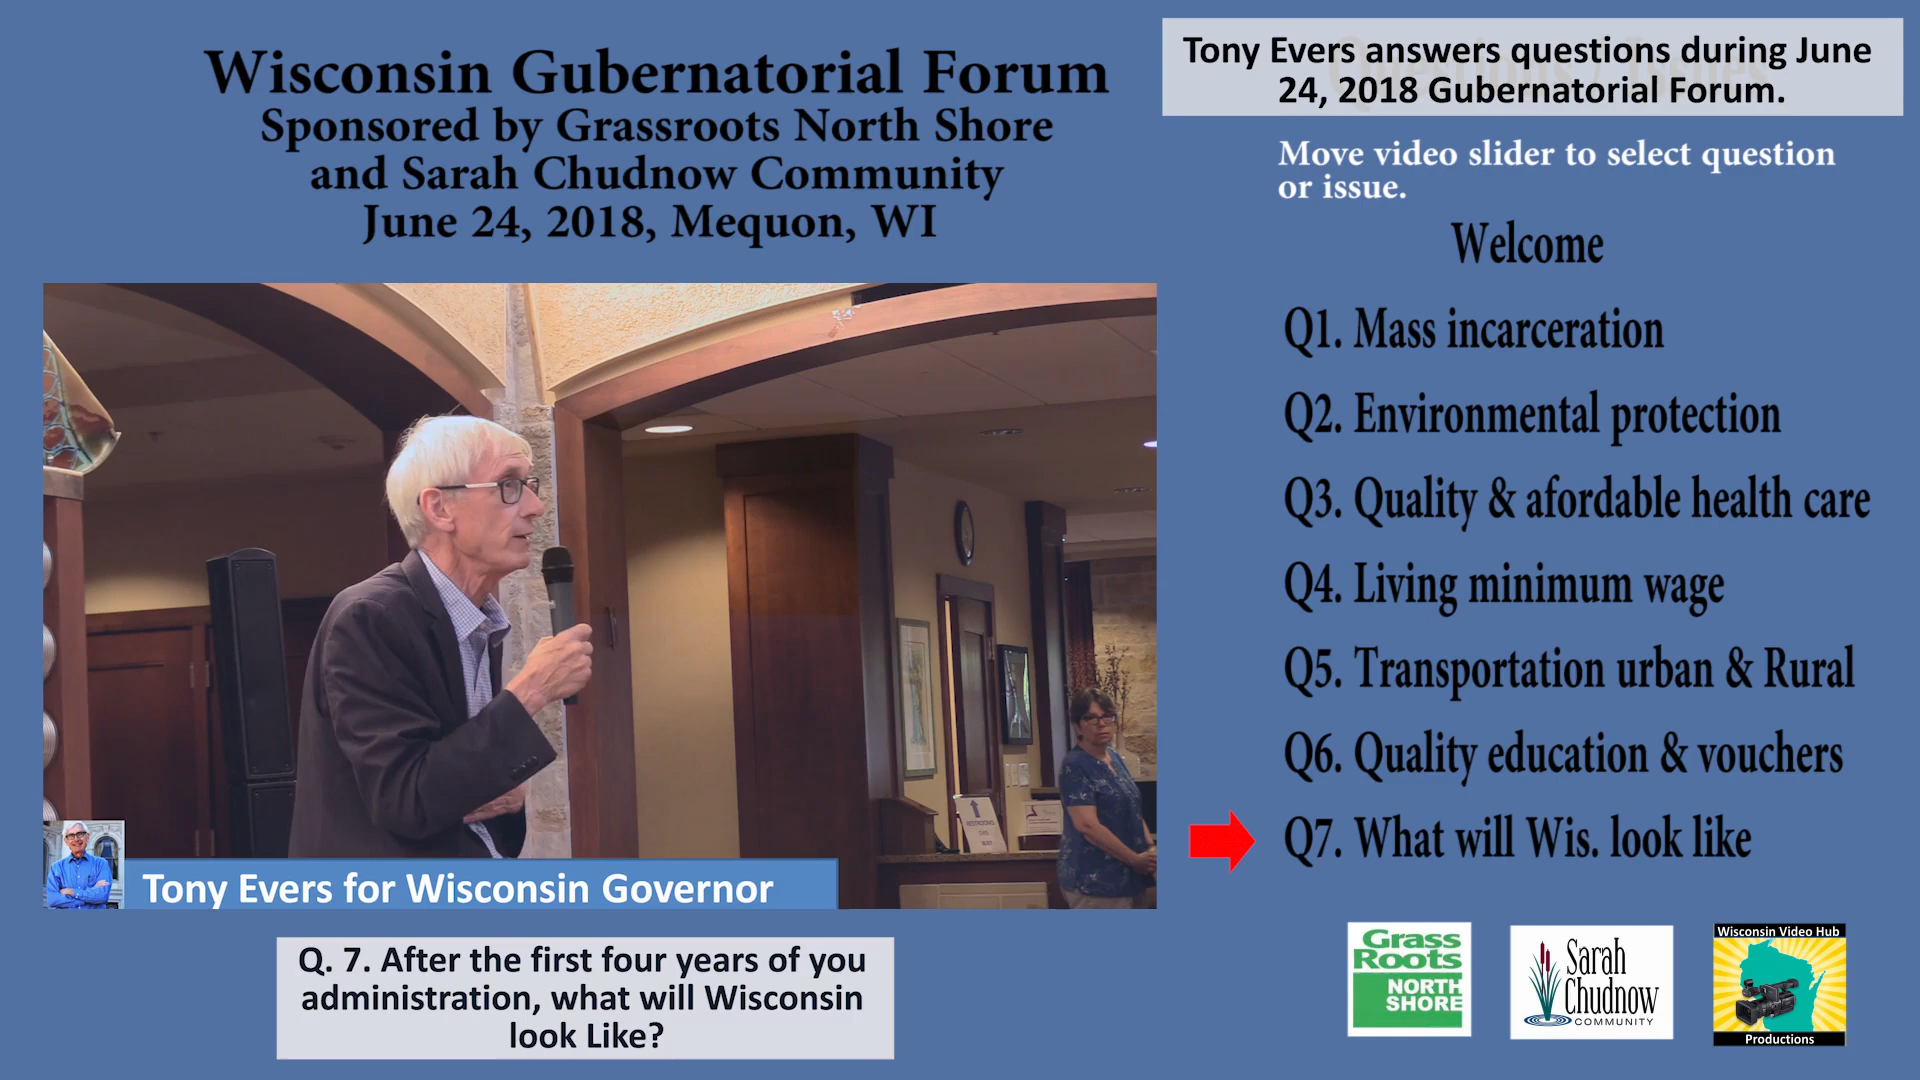 Wisconsin Gubernatorial Forum
Sponsored by Grassroots North Shore
and Sarah Chudnow Community
June 24, 2018, Mequon, WI
Tony Evers answers questions during June
24, 2018 Gubernatorial Forum.
Move video slider to select question
or issue.
Welcome
Q1. Mass incarceration
Q2. Environmental protection
Q3. Quality & afordable health care
Q4. Living minimum wage
Q5. Transportation urban & Rural
Q6. Quality education & vouchers
Q7. What will Wis. look like
RESTROOMS
Tony Evers for Wisconsin Governor
Q. 7. After the first four years of you
administration, what will Wisconsin
look Like?
Grass
Roots
NORTH
SHORE
Sarah
Chudnow
COMMUNITY
Wisconsin Video Hub
Productions